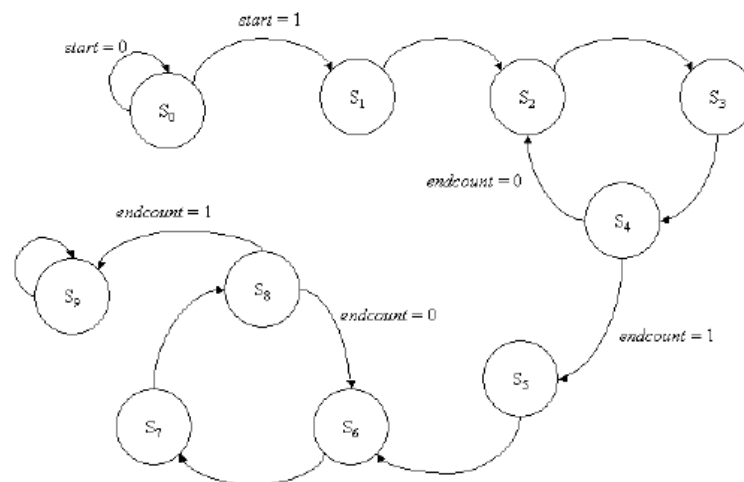 start = 1
start = 0
S0
S1
S2
S3
endcount = 0
S4
endcount = 1
S9
S8
endcount = 0
endcount = 1
S5
S7
S6